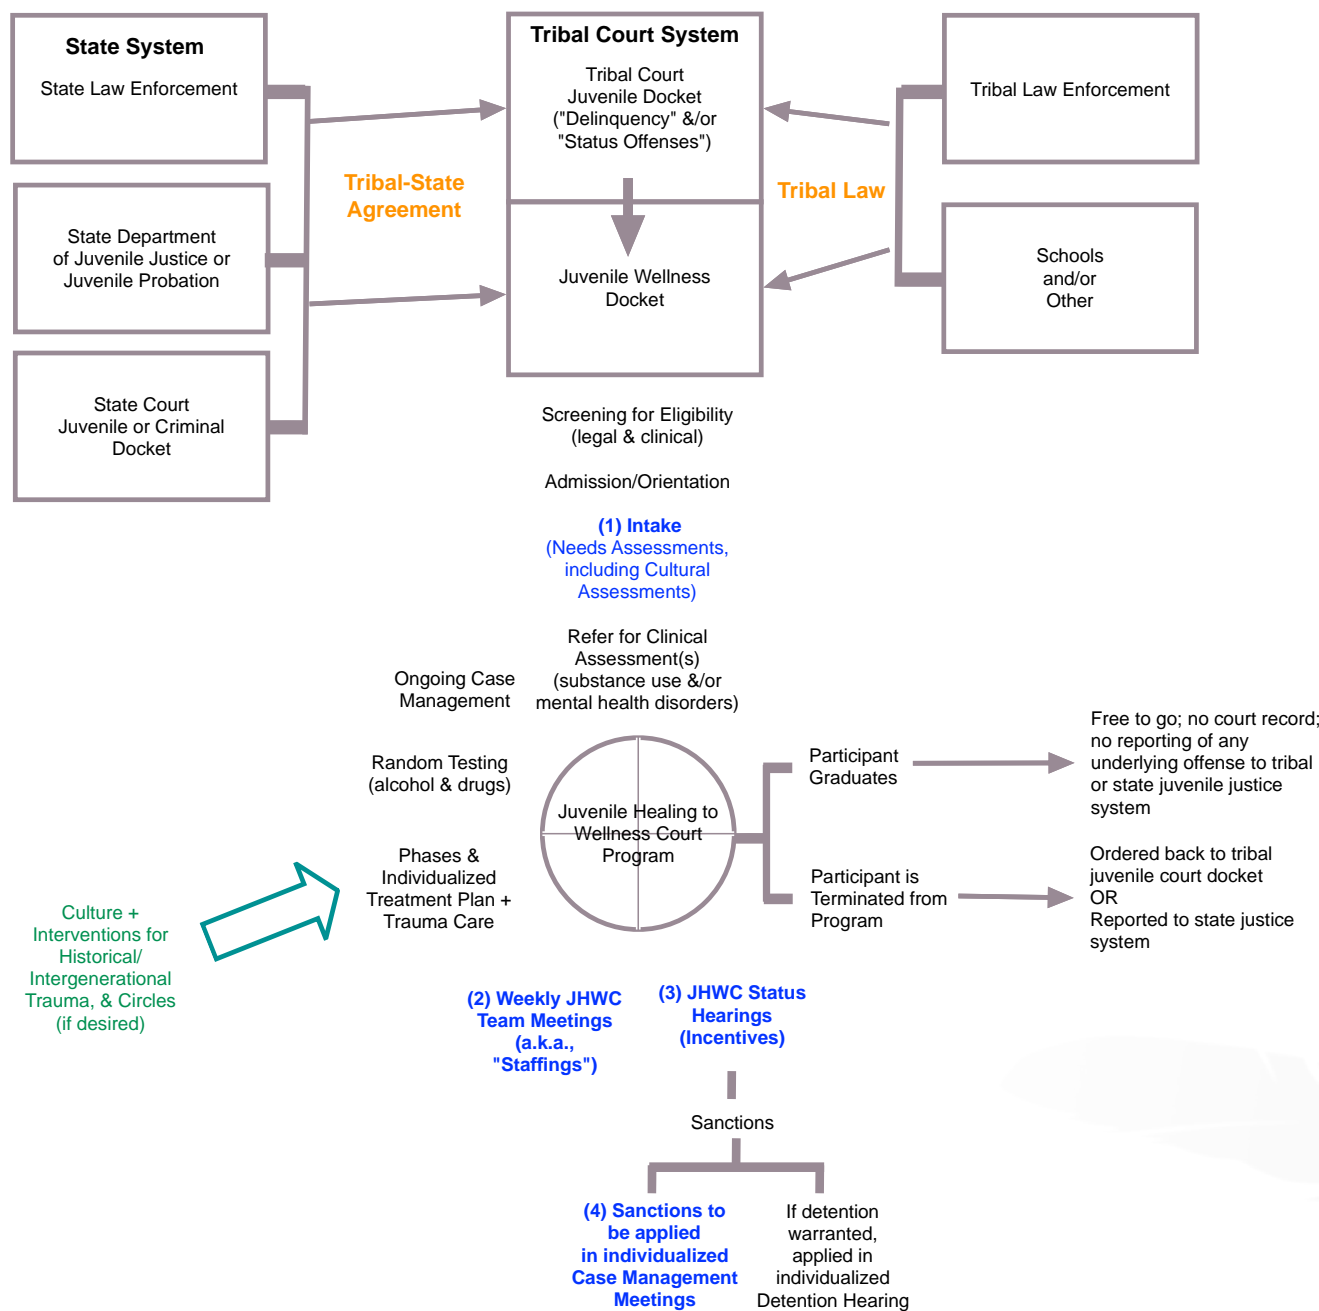 State System
State Law Enforcement
State Department
of Juvenile Justice or
Juvenile Probation
State Court
Juvenile or Criminal
Docket
Tribal-State
Agreement
Tribal Court System
Tribal Court
Juvenile Docket
("Delinquency" &/or
"Status Offenses")
Juvenile Wellness
Docket
Tribal Law
Tribal Law Enforcement
Schools
and/or
Other
Screening for Eligibility
(legal & clinical)
Admission/Orientation
(1) Intake
(Needs Assessments,
including Cultural
Assessments)
Refer for Clinical
Assessment(s)
(substance use &/or
mental health disorders)
Ongoing Case
Management
Random Testing
(alcohol & drugs)
Phases &
Individualized
Treatment Plan +
Trauma Care
Culture +
Interventions for
Historical/
Intergenerational
Trauma, & Circles
(if desired)
Juvenile Healing to
Wellness Court
Program
Participant
Graduates
Free to go; no court record;
no reporting of any
underlying offense to tribal
or state juvenile justice
system
Participant is
Terminated from
Program
Ordered back to tribal
juvenile court docket
OR
Reported to state justice
system
(2) Weekly JHWC
Team Meetings
(a.k.a.,
"Staffings")
(3) JHWC Status
Hearings
(Incentives)
Sanctions
(4) Sanctions to
be applied
in individualized
Case Management
Meetings
If detention
warranted,
applied in
individualized
Detention Hearing